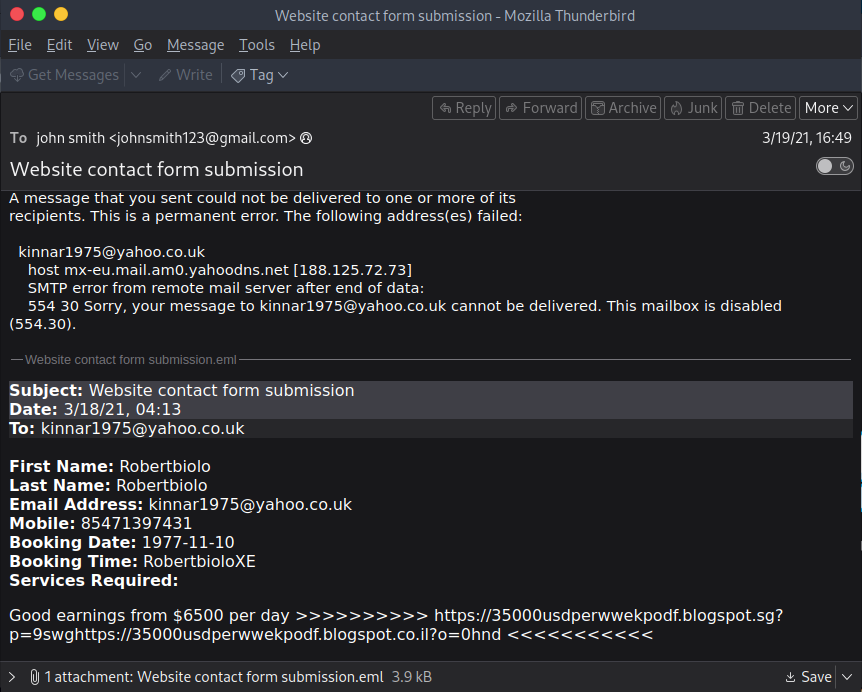 Website contact form submission - Mozilla Thunderbird
File Edit View Go Message Tools Help
Get Messages Write Tag
Reply Forward Archive Junk Delete More
To john smith <johnsmith123@gmail.com> 3/19/21, 16:49
Website contact form submission
A message that you sent could not be delivered to one or more of its
recipients. This is a permanent error. The following address(es) failed:
kinnar1975@yahoo.co.uk
host mx-eu.mail.am0.yahoodns.net [188.125.72.73]
SMTP error from remote mail server after end of data:
554 30 Sorry, your message to kinnar1975@yahoo.co.uk cannot be delivered. This mailbox is disabled
(554.30).
Website contact form submission.eml
Subject: Website contact form submission
Date: 3/18/21, 04:13
To: kinnar1975@yahoo.co.uk
First Name: Robertbiolo
Last Name: Robertbiolo
Email Address: kinnar1975@yahoo.co.uk
Mobile: 85471397431
Booking Date: 1977-11-10
Booking Time: RobertbioloXE
Services Required:
Good earnings from $6500 per day >>>>>>>>>> https://35000usdperwwekpodf.blogspot.sg?
p=9swghttps://35000usdperwwekpodf.blogspot.co.il?o=0hnd <<<<<<<<<<<
1 attachment: Website contact form submission.eml 3.9 kB Save